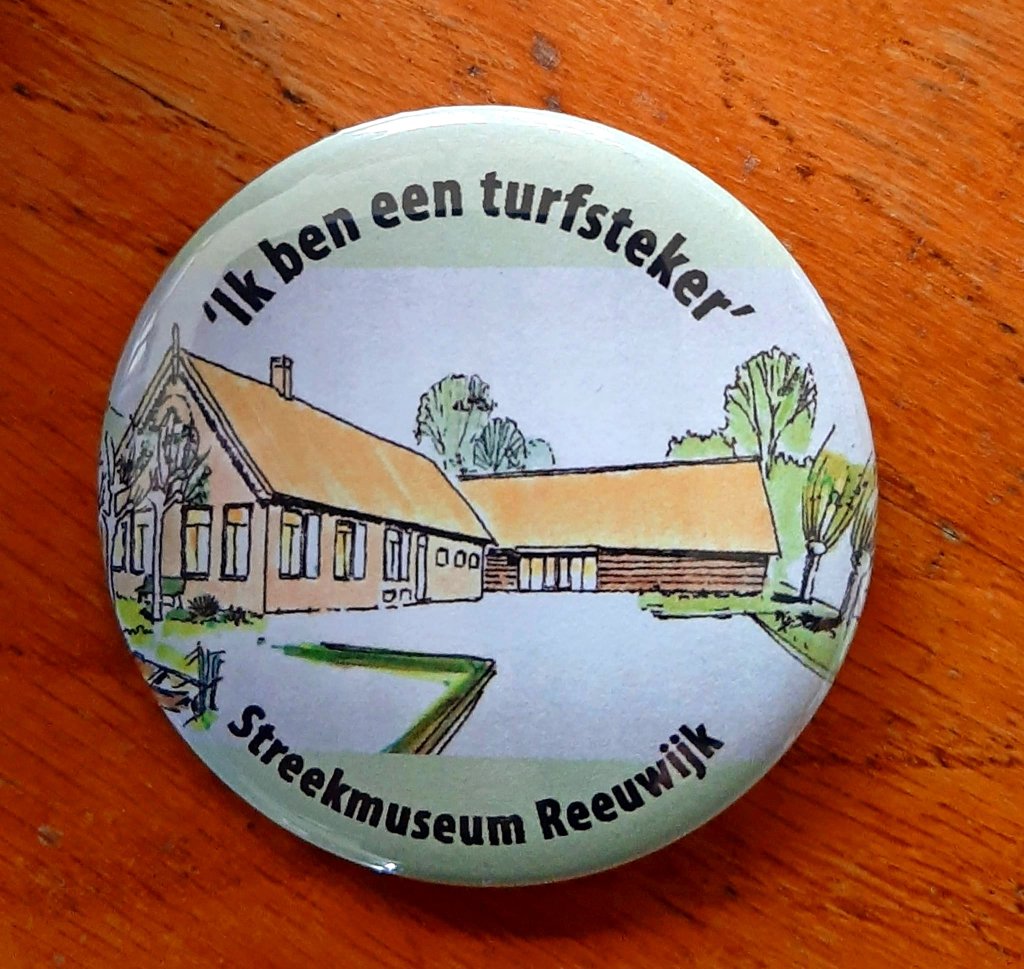 'Ik ben een turfsteker'
Streekmuseum Reeuwijk